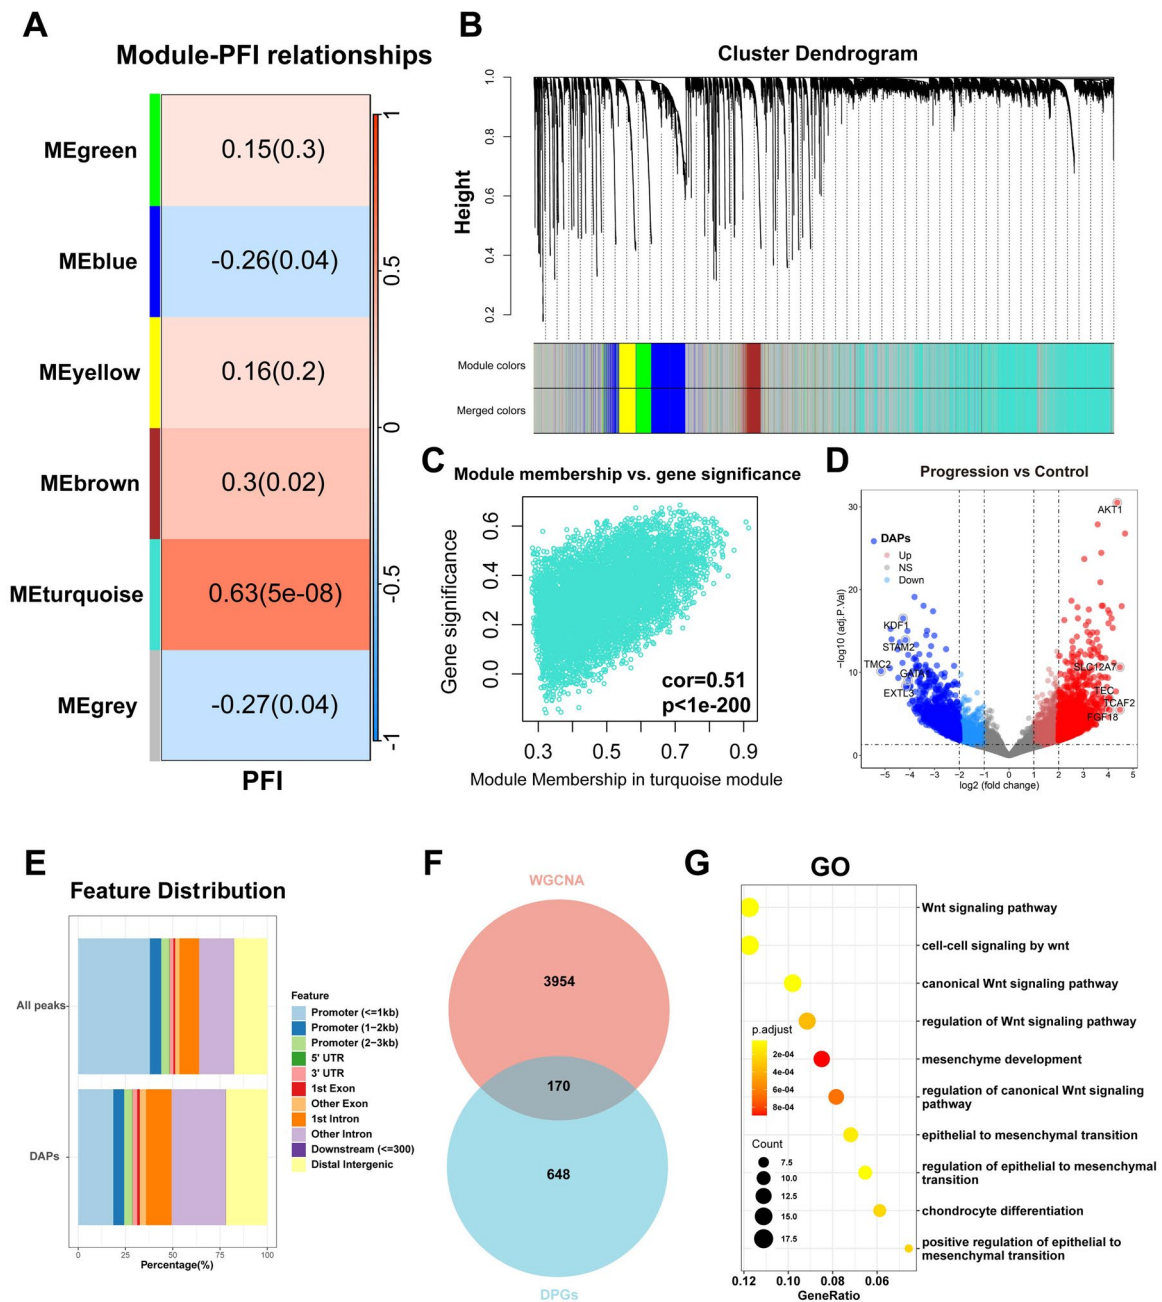 A
Module-PFI relationships
MEgreen
0.15(0.3)
MEblue
-0.26(0.04)
MEyellow
0.16(0.2)
MEbrown
0.3(0.02)
MEturquoise
0.63(5e-08)
MEgrey
-0.27(0.04)
PFI
1
0.5
0
-0.5
-1
B
Cluster Dendrogram
Height
1.0
0.8
0.6
0.4
0.2
Module colors
Merged colors
C
Module membership vs. gene significance
Gene significance
0.6
0.4
0.2
0.0
cor=0.51
p<1e-200
0.3 0.5 0.7 0.9
Module Membership in turquoise module
D
Progression vs Control
−log10 (adj.P.Val)
30
20
10
0
DAPs
Up
NS
Down
AKT1
KDF1
STAM2
TMC2
GATA6
EXTL3
SLC12A7
TEC
TCAF2
FGF18
−5 −4 −3 −2 −1 0 1 2 3 4 5
log2 (fold change)
E
Feature Distribution
All peaks
DAPs
0 25 50 75 100
Percentage(%)
Feature
Promoter (<=1kb)
Promoter (1−2kb)
Promoter (2−3kb)
5' UTR
3' UTR
1st Exon
Other Exon
1st Intron
Other Intron
Downstream (<=300)
Distal Intergenic
F
WGCNA
3954
170
648
DPGs
G
GO
Wnt signaling pathway
cell-cell signaling by wnt
canonical Wnt signaling pathway
regulation of Wnt signaling pathway
mesenchyme development
regulation of canonical Wnt signaling
pathway
epithelial to mesenchymal transition
regulation of epithelial to mesenchymal
transition
chondrocyte differentiation
positive regulation of epithelial to
mesenchymal transition
p.adjust
2e-04
4e-04
6e-04
8e-04
Count
7.5
10.0
12.5
15.0
17.5
0.12 0.10 0.08 0.06
GeneRatio